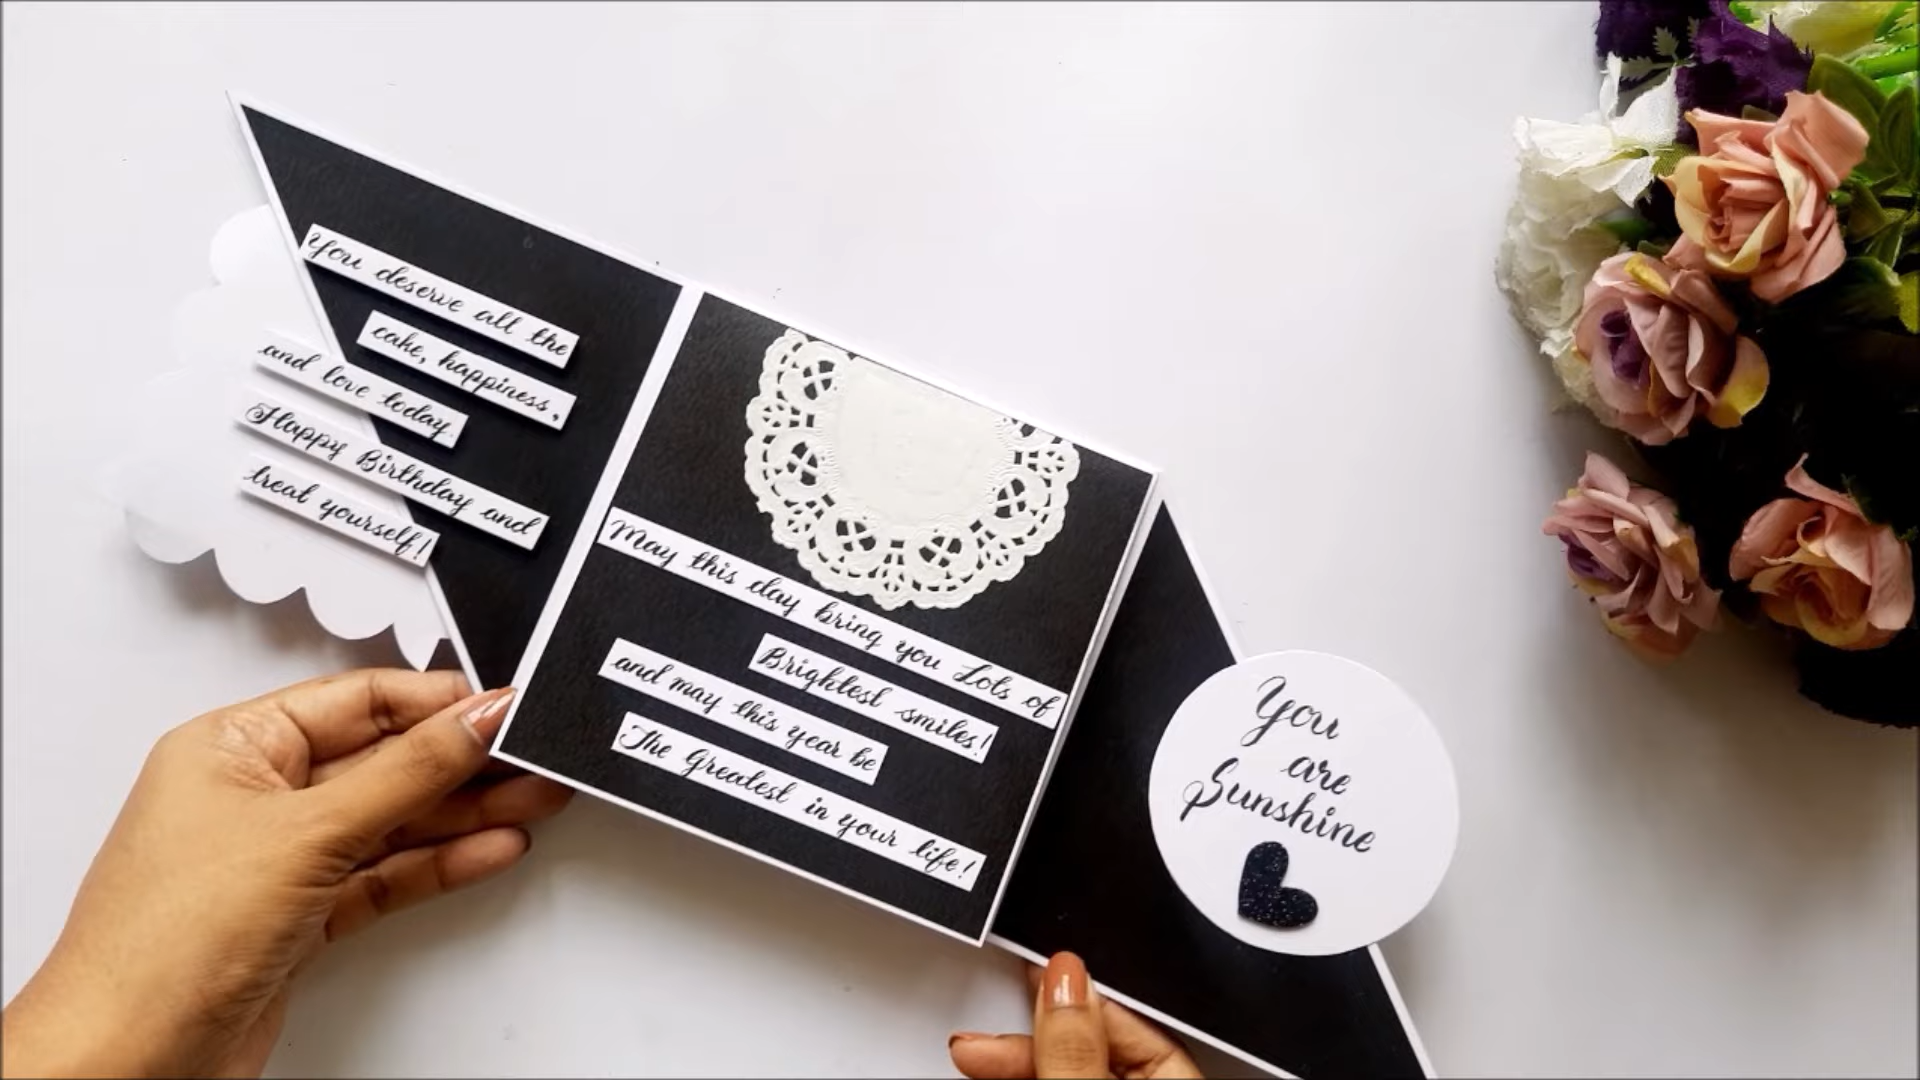 You deserve all the
cake, happiness,
and love today.
Happy Birthday and
treat yourself!
May this day bring you Lots of
Brightest smiles!
and may this year be
The Greatest in your life!
You
are
Sunshine